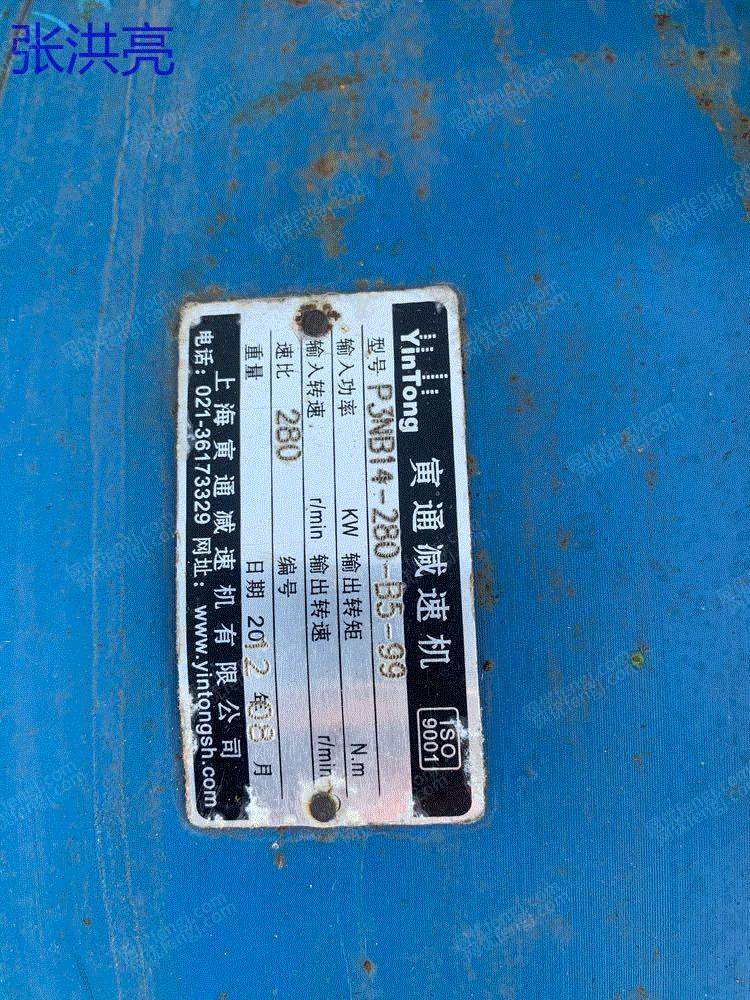 张洪亮
YinTong 寅通减速机 ISO 9001
型号 P3NB14-280-B5-99
输入功率 KW 输出转矩 N.m
输入转速 r/min 输出转速 r/min
速比 280 编号
重量 日期 2012年08月
上海寅通减速机有限公司
电话：021-36173329 网址：www.yintongsh.com